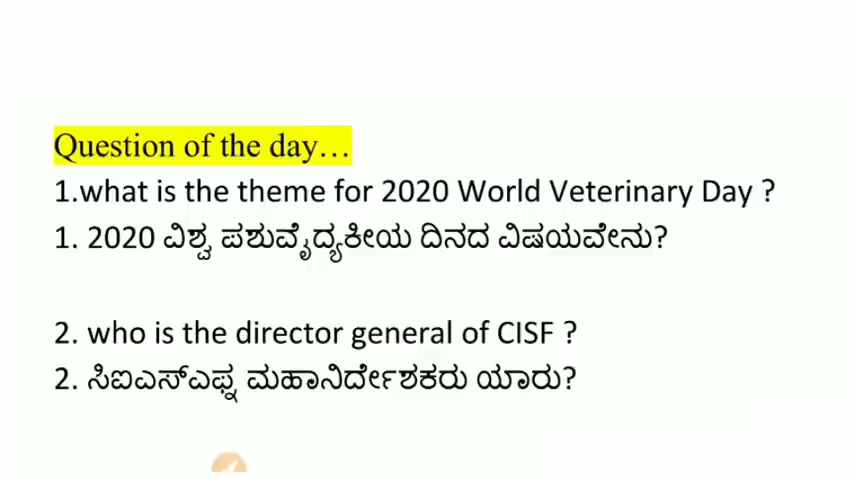 Question of the day…
1.what is the theme for 2020 World Veterinary Day ?
1. 2020 ವಿಶ್ವ ಪಶುವೈದ್ಯಕೀಯ ದಿನದ ವಿಷಯವೇನು?
2. who is the director general of CISF ?
2. ಸಿಐಎಸ್ಎಫ್ನ ಮಹಾನಿರ್ದೇಶಕರು ಯಾರು?